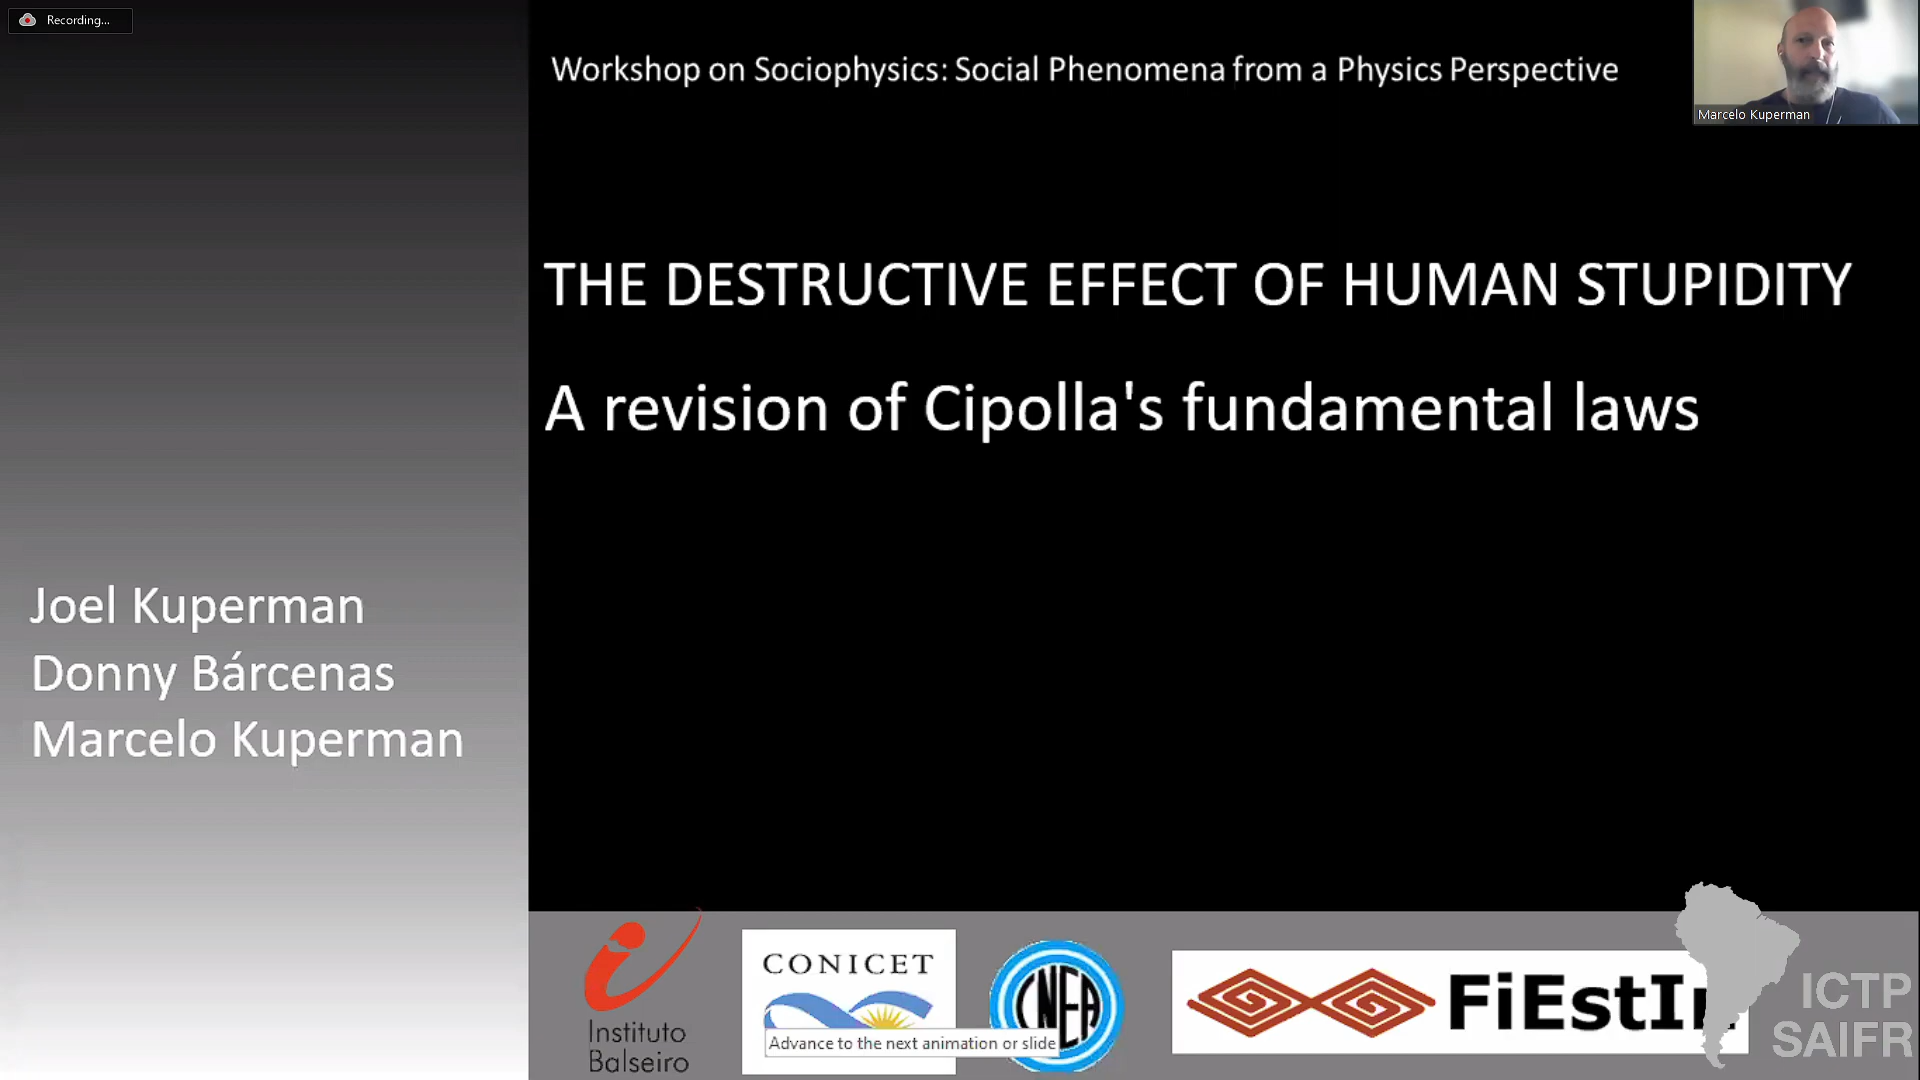 Recording...
Workshop on Sociophysics: Social Phenomena from a Physics Perspective
Marcelo Kuperman
THE DESTRUCTIVE EFFECT OF HUMAN STUPIDITY
A revision of Cipolla's fundamental laws
Joel Kuperman
Donny Bárcenas
Marcelo Kuperman
Instituto
Balseiro
CONICET
Advance to the next animation or slide
CNEA
ICTP
SAIFR